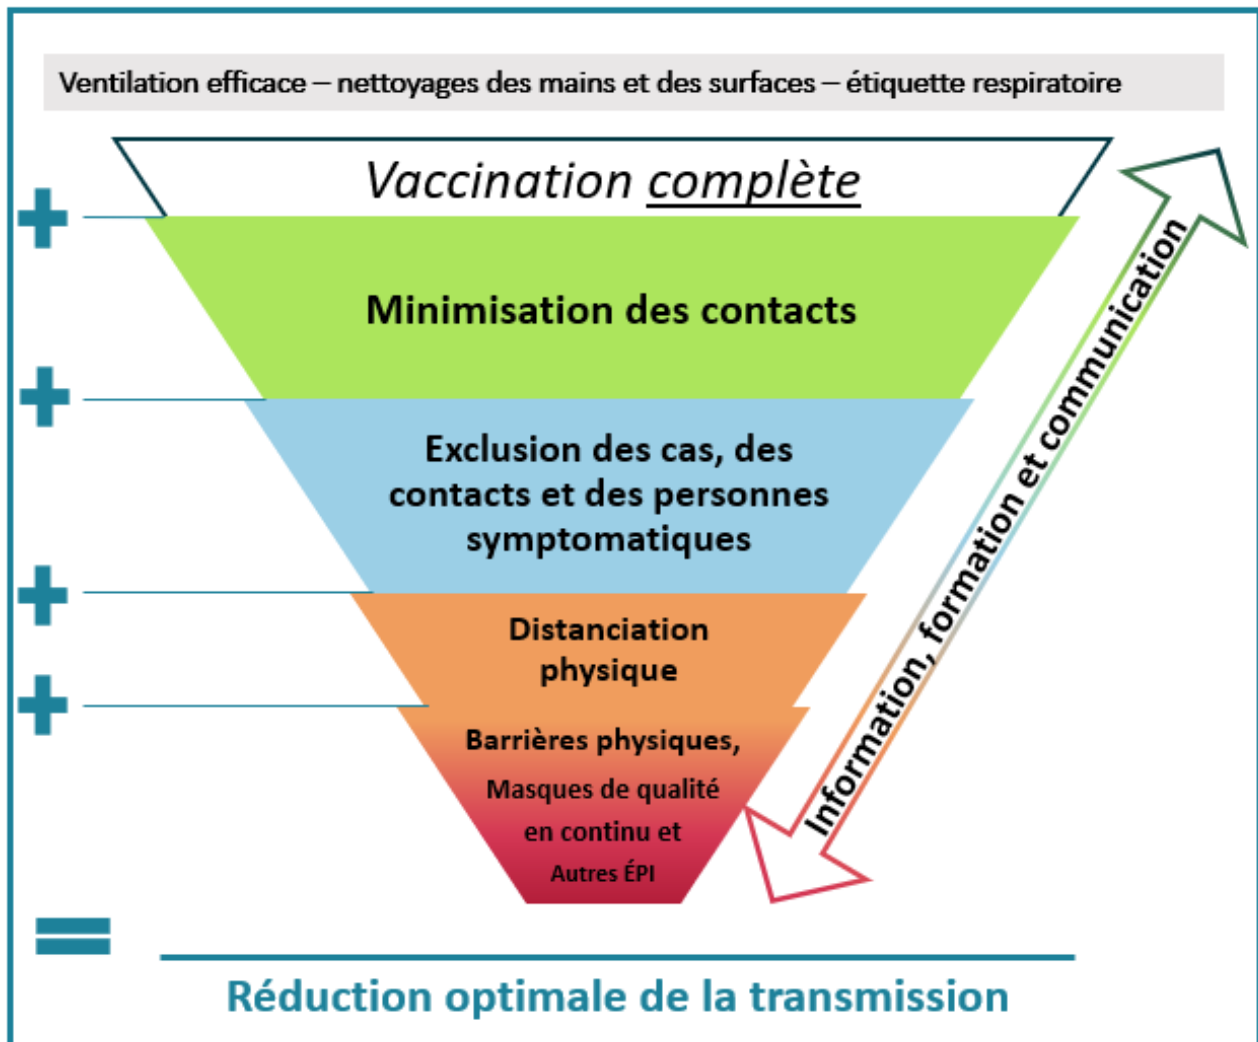 Ventilation efficace – nettoyages des mains et des surfaces – étiquette respiratoire
Vaccination complète
Minimisation des contacts
Exclusion des cas, des
contacts et des personnes
symptomatiques
Distanciation
physique
Barrières physiques,
Masques de qualité
en continu et
Autres ÉPI
Information, formation et communication
Réduction optimale de la transmission